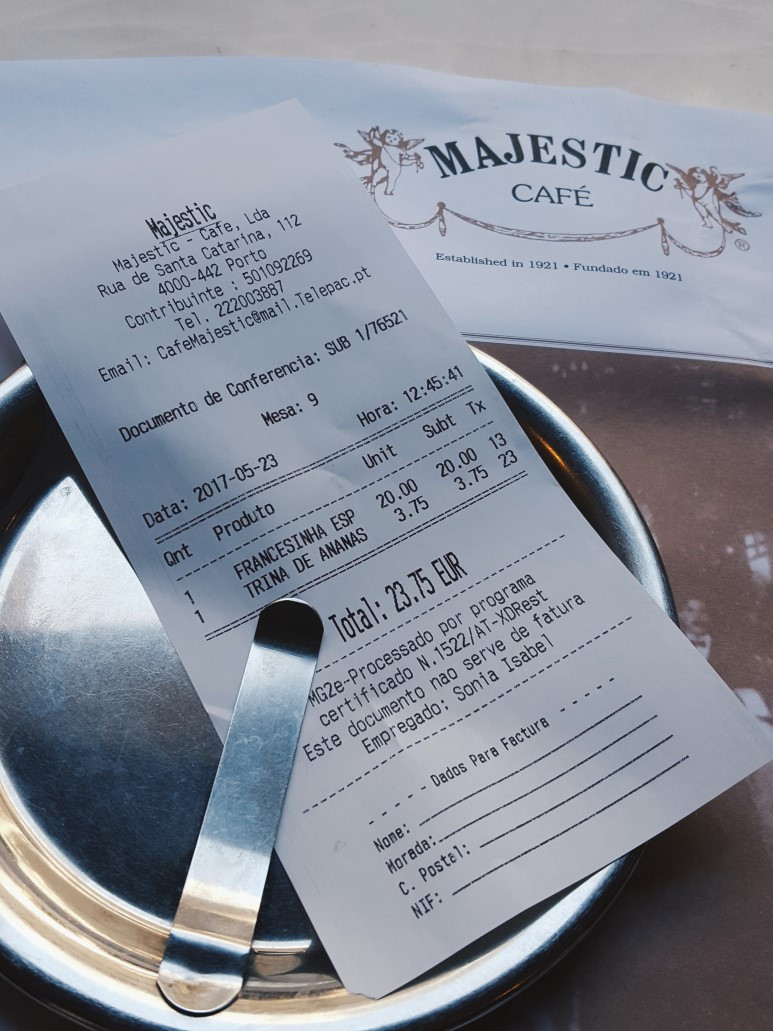 MAJESTIC
CAFÉ
®
Established in 1921 • Fundado em 1921
Majestic
Majestic - Cafe, Lda
Rua de Santa Catarina, 112
4000-442 Porto
Contribuinte : 501092269
Tel. 222003887
Email: CafeMajestic@mail.Telepac.pt
Documento de Conferencia: SUB 1/76521
Mesa: 9
Data: 2017-05-23 Hora: 12:45:41
Qnt Produto Unit Subt Tx
1 FRANCESINHA ESP 20.00 20.00 13
1 TRINA DE ANANAS 3.75 3.75 23
Total: 23.75 EUR
MG2e-Processado por programa
certificado N.1522/AT-XDRest
Este documento nao serve de fatura
Empregado: Sonia Isabel
- - - - - Dados Para Factura - - - - -
Nome:
Morada:
C. Postal:
NIF: